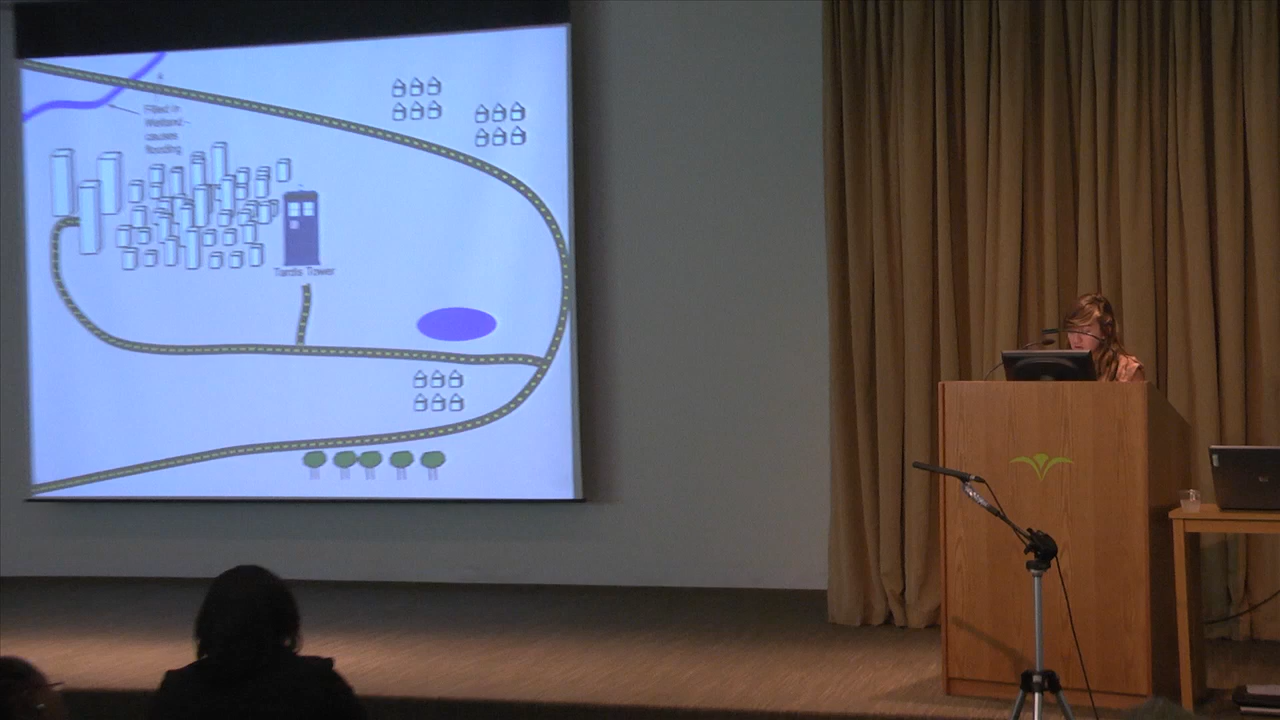 Filled in
Wetland
causes
flooding
Tardis Tower